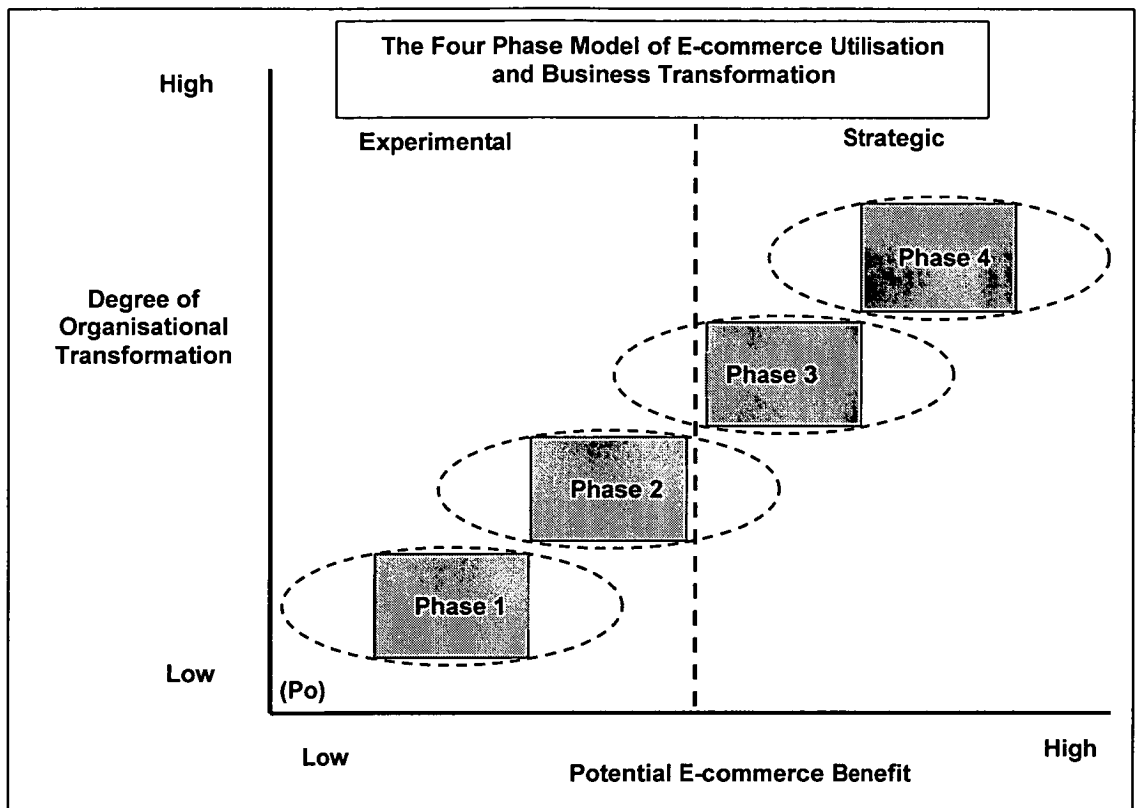 The Four Phase Model of E-commerce Utilisation
and Business Transformation
High
Experimental
Strategic
Phase 4
Degree of
Organisational
Transformation
Phase 3
Phase 2
Phase 1
Low
(Po)
Low
High
Potential E-commerce Benefit